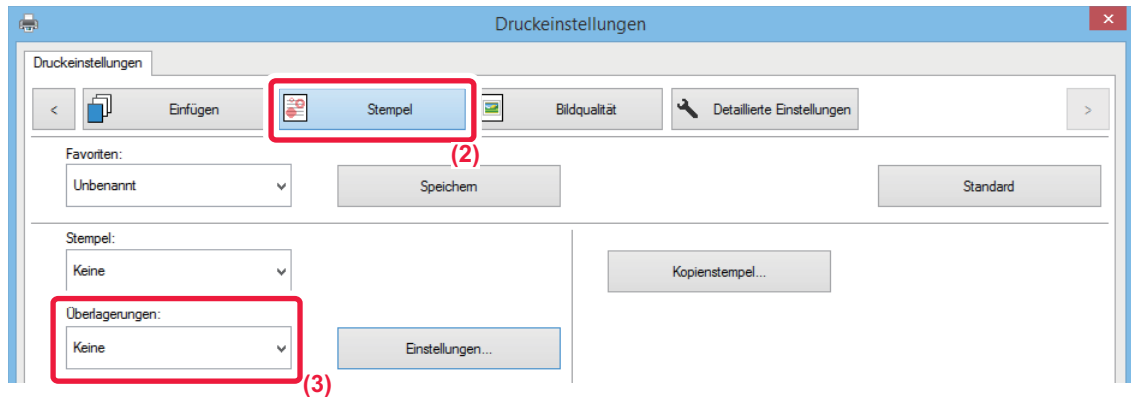 Druckeinstellungen
Druckeinstellungen
< Einfügen Stempel Bildqualität Detaillierte Einstellungen >
(2)
Favoriten:
Unbenannt Speichern Standard
Stempel:
Keine Kopienstempel...
Überlagerungen:
Keine Einstellungen...
(3)